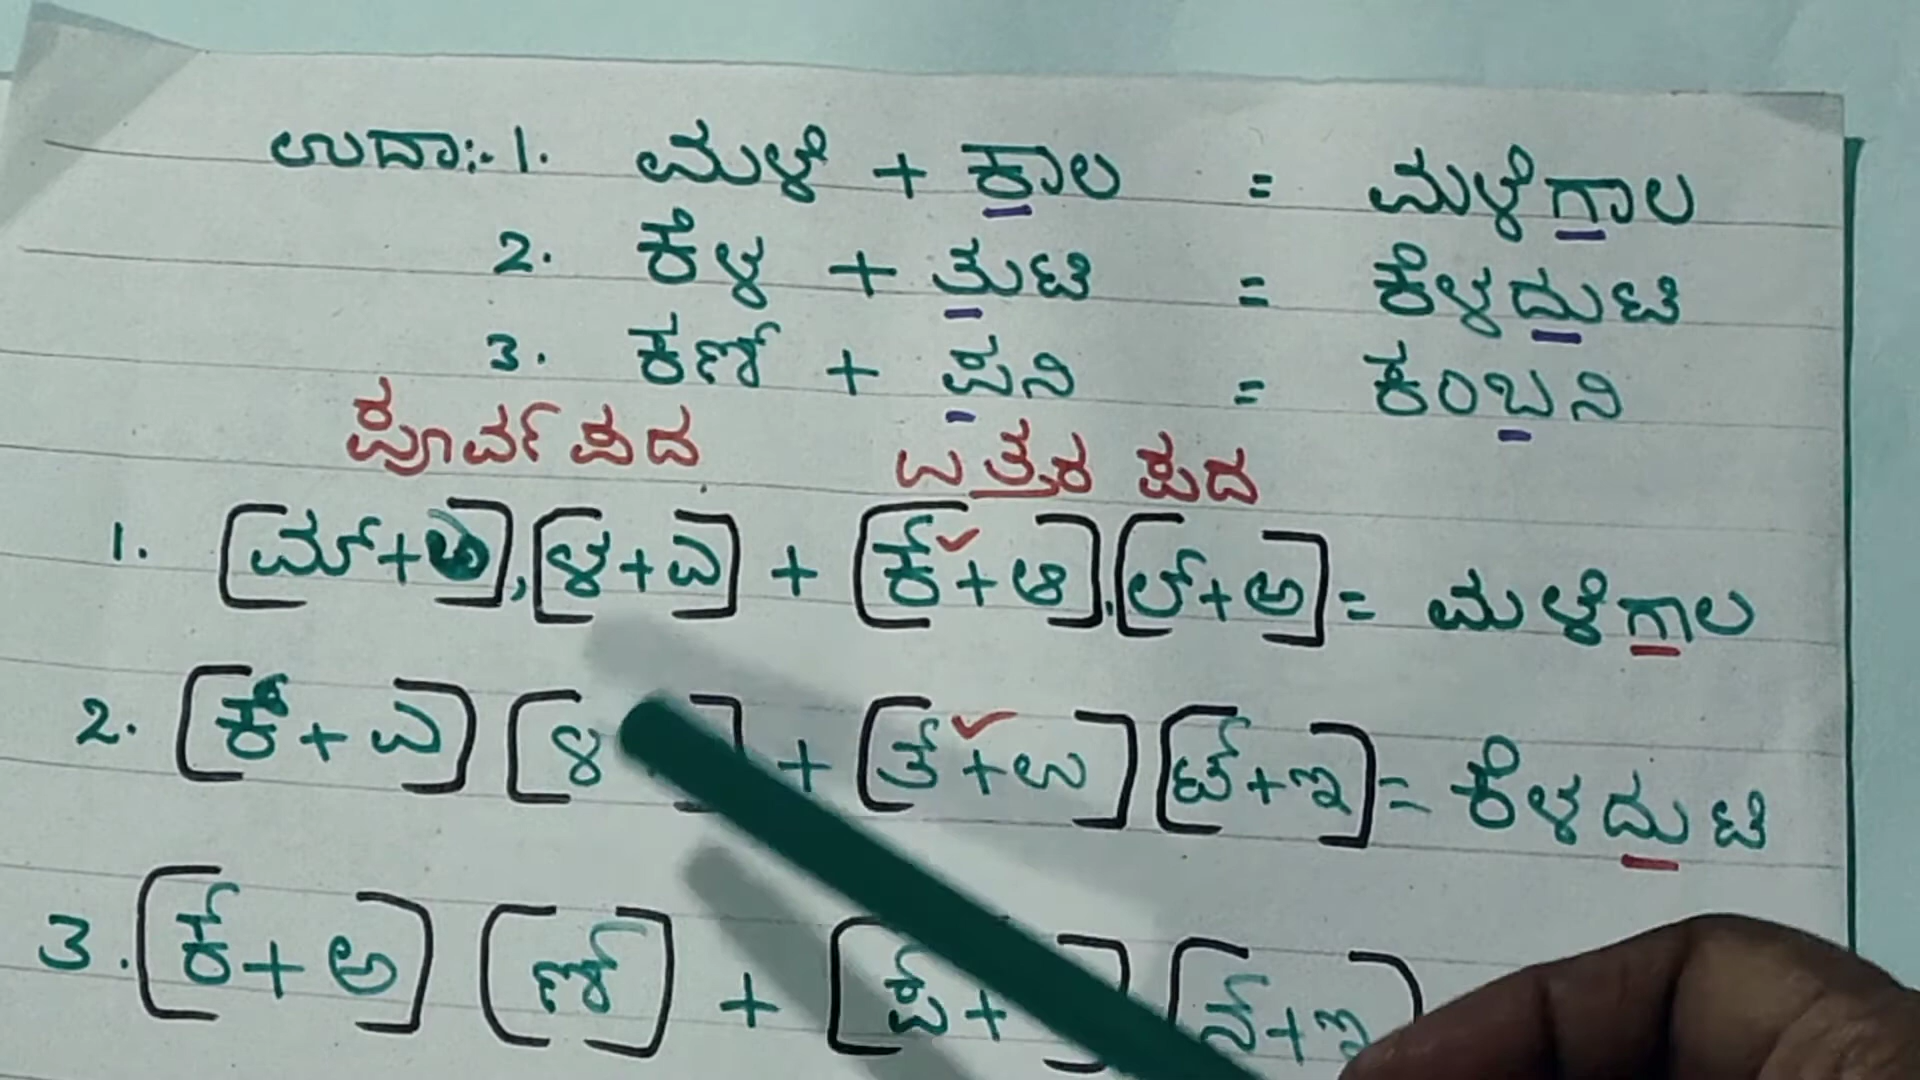 ಉದಾ:- 1. ಮಳೆ + ಕಾಲ = ಮಳೆಗಾಲ
2. ಕೆಳ + ತುಟಿ = ಕೆಳದುಟಿ
3. ಕಣ್ + ಪನಿ = ಕಂಬನಿ
ಪೂರ್ವ ಪದ ಉತ್ತರ ಪದ
1. [ಮ್+ಅ], [ಳ+ಎ] + [ಕ್+ಆ].[ಲ್+ಅ] = ಮಳೆಗಾಲ
2. [ಕ್+ಎ] [ಳ ] + [ತ್+ಉ] [ಟ್+ಇ] = ಕೆಳದುಟಿ
3. [ಕ್+ಅ] [ಣ್] + [ಪ್+ ] [ನ್+ಇ]